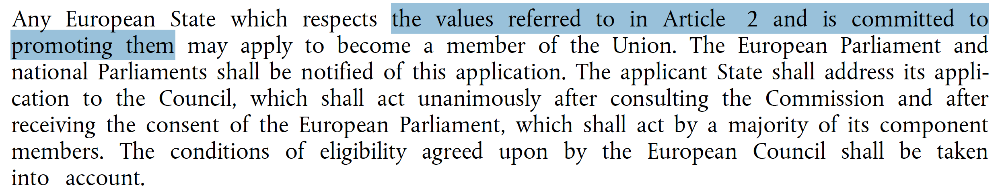 Any European State which respects the values referred to in Article 2 and is committed to
promoting them may apply to become a member of the Union. The European Parliament and
national Parliaments shall be notified of this application. The applicant State shall address its appli-
cation to the Council, which shall act unanimously after consulting the Commission and after
receiving the consent of the European Parliament, which shall act by a majority of its component
members. The conditions of eligibility agreed upon by the European Council shall be taken
into account.